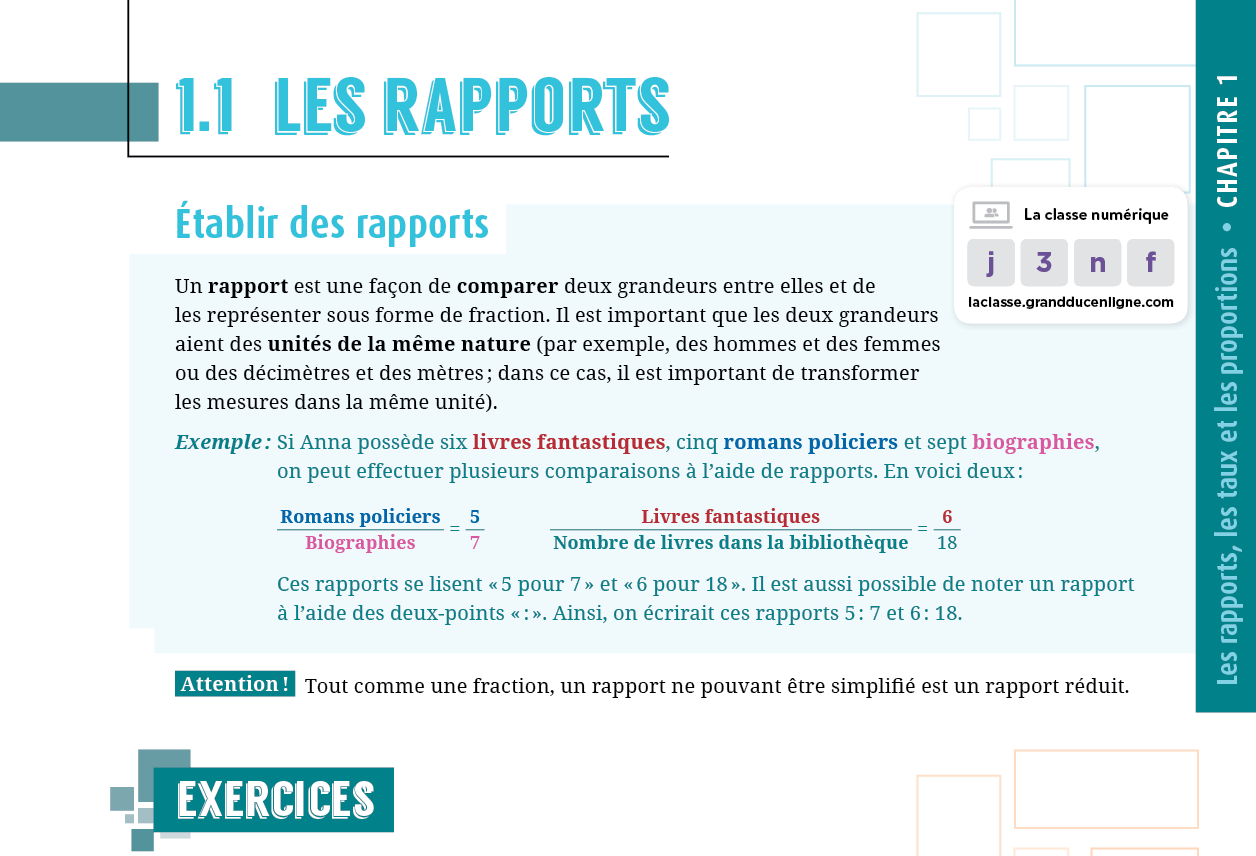 1.1 LES RAPPORTS
Établir des rapports
La classe numérique
j 3 n f
laclasse.grandducenligne.com
Un rapport est une façon de comparer deux grandeurs entre elles et de
les représenter sous forme de fraction. Il est important que les deux grandeurs
aient des unités de la même nature (par exemple, des hommes et des femmes
ou des décimètres et des mètres ; dans ce cas, il est important de transformer
les mesures dans la même unité).
Exemple : Si Anna possède six livres fantastiques, cinq romans policiers et sept biographies,
on peut effectuer plusieurs comparaisons à l’aide de rapports. En voici deux :
Romans policiers / Biographies = 5 / 7
Livres fantastiques / Nombre de livres dans la bibliothèque = 6 / 18
Ces rapports se lisent « 5 pour 7 » et « 6 pour 18 ». Il est aussi possible de noter un rapport
à l’aide des deux-points « : ». Ainsi, on écrirait ces rapports 5 : 7 et 6 : 18.
Attention ! Tout comme une fraction, un rapport ne pouvant être simplifié est un rapport réduit.
EXERCICES
Les rapports, les taux et les proportions • CHAPITRE 1